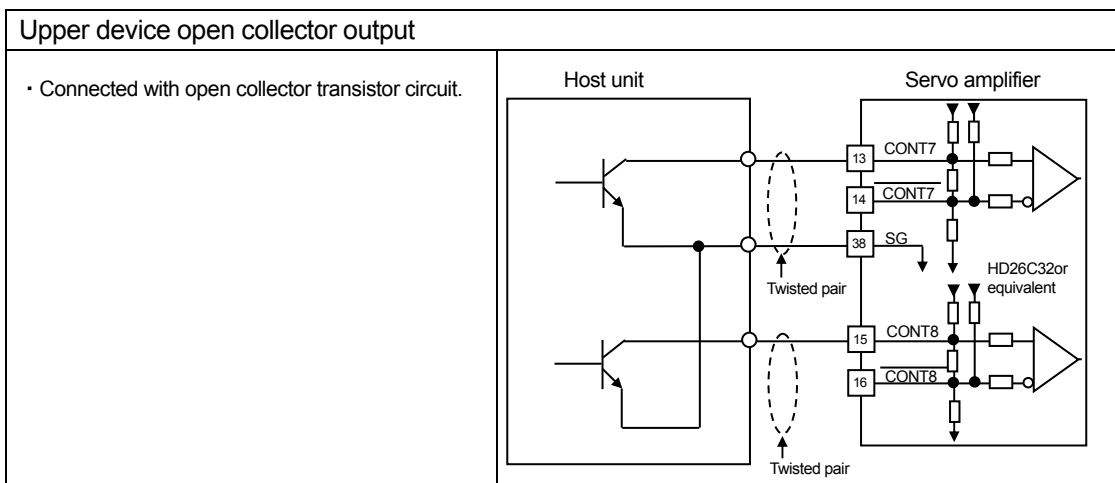 Upper device open collector output
・Connected with open collector transistor circuit.
Host unit
Servo amplifier
13
CONT7
14
CONT7
38
SG
Twisted pair
HD26C32or
equivalent
15
CONT8
16
CONT8
Twisted pair